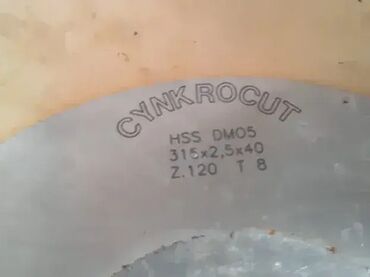 CYNKROCUT
HSS DMO5
315x2,5x40
Z.120 T 8